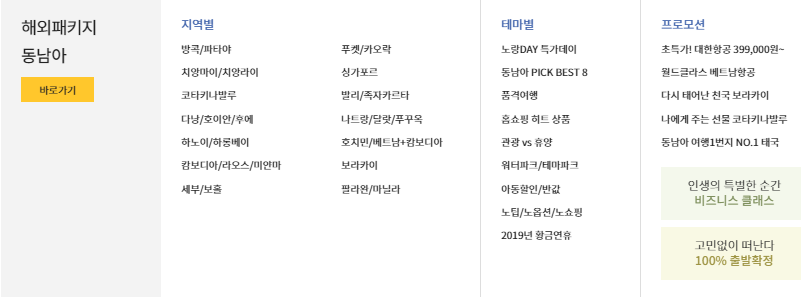 해외패키지
동남아
바로가기
지역별
방콕/파타야
치앙마이/치앙라이
코타키나발루
다낭/호이안/후에
하노이/하롱베이
캄보디아/라오스/미얀마
세부/보홀
푸켓/카오락
싱가포르
발리/족자카르타
나트랑/달랏/푸꾸옥
호치민/베트남+캄보디아
보라카이
팔라완/마닐라
테마별
노랑DAY 특가데이
동남아 PICK BEST 8
품격여행
홈쇼핑 히트 상품
관광 vs 휴양
워터파크/테마파크
아동할인/반값
노팁/노옵션/노쇼핑
2019년 황금연휴
프로모션
초특가! 대한항공 399,000원~
월드글라스 베트남항공
다시 태어난 천국 보라카이
나에게 주는 선물 코타키나발루
동남아 여행1번지 NO.1 태국
인생의 특별한 순간
비즈니스 클래스
고민없이 떠난다
100% 출발확정